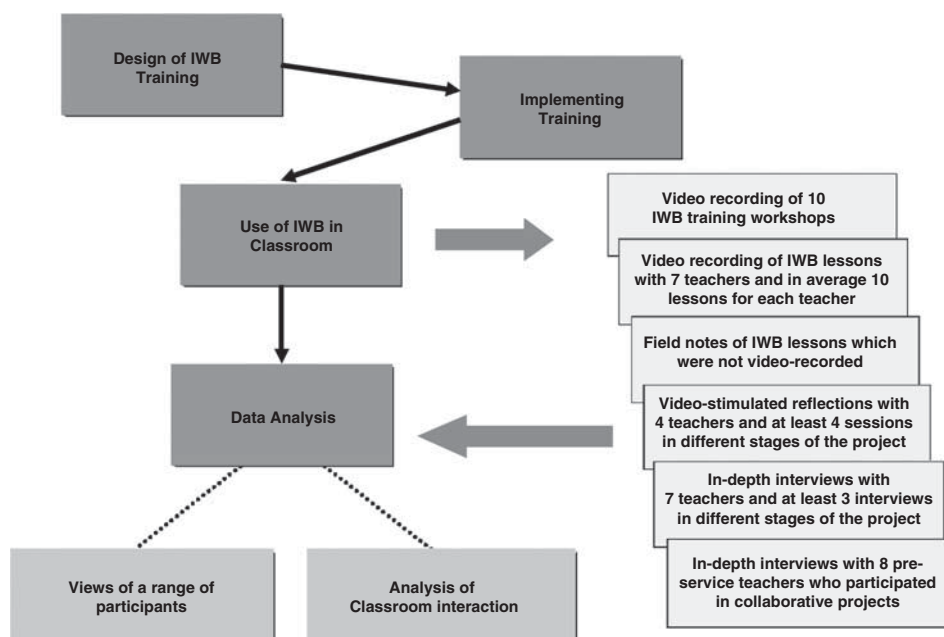 Design of IWB
Training
Implementing
Training
Use of IWB in
Classroom
Data Analysis
Views of a range of
participants
Analysis of
Classroom interaction
Video recording of 10
IWB training workshops
Video recording of IWB lessons
with 7 teachers and in average 10
lessons for each teacher
Field notes of IWB lessons which
were not video-recorded
Video-stimulated reflections with
4 teachers and at least 4 sessions
in different stages of the project
In-depth interviews with
7 teachers and at least 3 interviews
in different stages of the project
In-depth interviews with 8 pre-
service teachers who participated
in collaborative projects